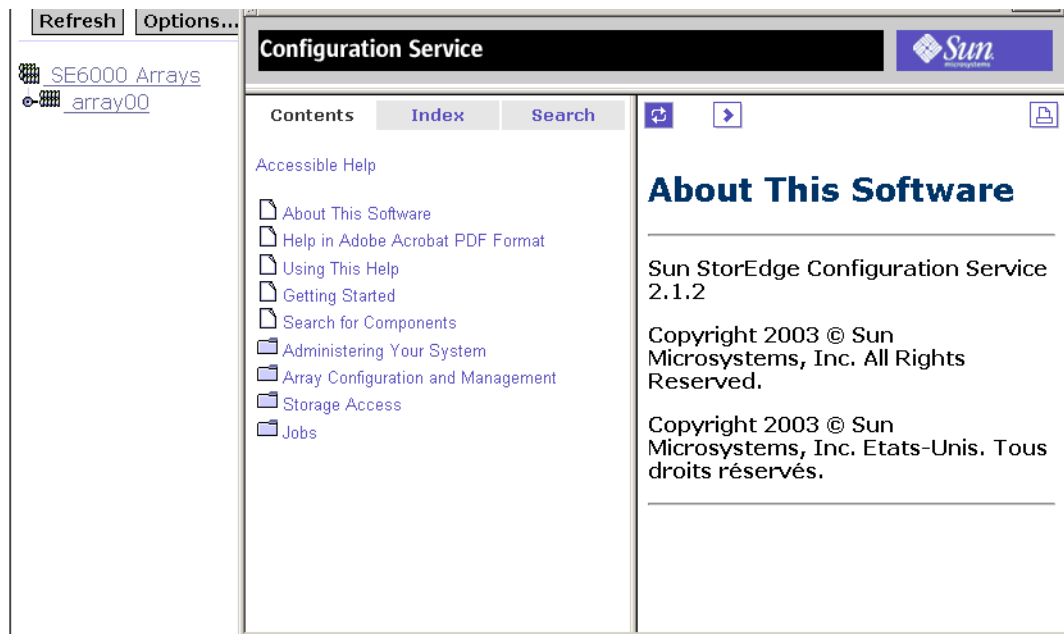 Refresh Options...
SE6000 Arrays
array00
Configuration Service
Sun
microsystems
Contents Index Search
Accessible Help
About This Software
Help in Adobe Acrobat PDF Format
Using This Help
Getting Started
Search for Components
Administering Your System
Array Configuration and Management
Storage Access
Jobs
About This Software
Sun StorEdge Configuration Service
2.1.2
Copyright 2003 © Sun
Microsystems, Inc. All Rights
Reserved.
Copyright 2003 © Sun
Microsystems, Inc. Etats-Unis. Tous
droits réservés.